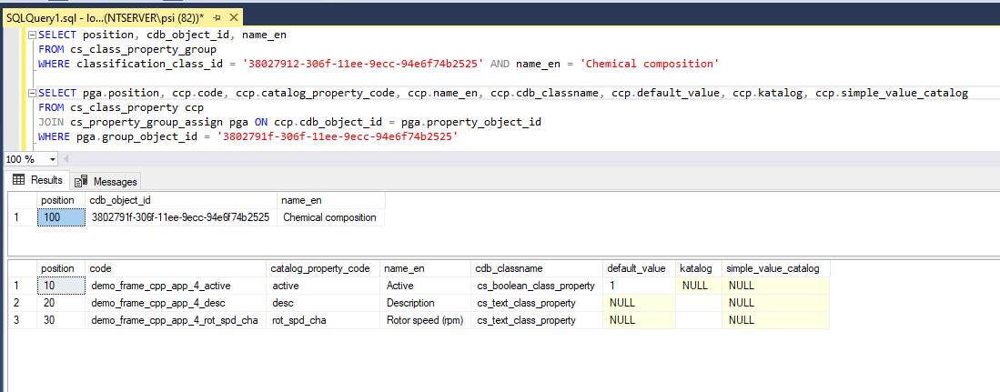 SQLQuery1.sql - lo...(NTSERVER\psi (82))*
SELECT position, cdb_object_id, name_en
FROM cs_class_property_group
WHERE classification_class_id = '38027912-306f-11ee-9ecc-94e6f74b2525' AND name_en = 'Chemical composition'
SELECT pga.position, ccp.code, ccp.catalog_property_code, ccp.name_en, ccp.cdb_classname, ccp.default_value, ccp.katalog, ccp.simple_value_catalog
FROM cs_class_property ccp
JOIN cs_property_group_assign pga ON ccp.cdb_object_id = pga.property_object_id
WHERE pga.group_object_id = '3802791f-306f-11ee-9ecc-94e6f74b2525'
100 %
Results Messages
position cdb_object_id name_en
1 100 3802791f-306f-11ee-9ecc-94e6f74b2525 Chemical composition
position code catalog_property_code name_en cdb_classname default_value katalog simple_value_catalog
1 10 demo_frame_cpp_app_4_active active Active cs_boolean_class_property 1 NULL NULL
2 20 demo_frame_cpp_app_4_desc desc Description cs_text_class_property NULL NULL
3 30 demo_frame_cpp_app_4_rot_spd_cha rot_spd_cha Rotor speed (rpm) cs_text_class_property NULL NULL